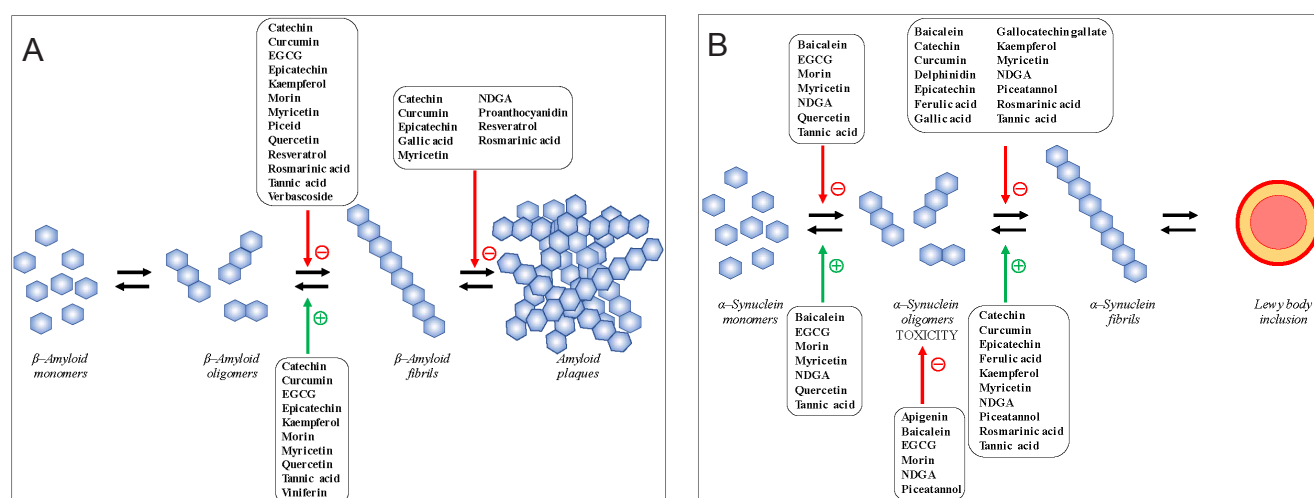 A
Catechin
Curcumin
EGCG
Epicatechin
Kaempferol
Morin
Myricetin
Piceid
Quercetin
Resveratrol
Rosmarinic acid
Tannic acid
Verbascoside
Catechin NDGA
Curcumin Proanthocyanidin
Epicatechin Resveratrol
Gallic acid Rosmarinic acid
Myricetin
⊖
⊖
⊕
β–Amyloid
monomers
β–Amyloid
oligomers
β–Amyloid
fibrils
Amyloid
plaques
Catechin
Curcumin
EGCG
Epicatechin
Kaempferol
Morin
Myricetin
Quercetin
Tannic acid
Viniferin
B
Baicalein
EGCG
Morin
Myricetin
NDGA
Quercetin
Tannic acid
Baicalein Gallocatechin gallate
Catechin Kaempferol
Curcumin Myricetin
Delphinidin NDGA
Epicatechin Piceatannol
Ferulic acid Rosmarinic acid
Gallic acid Tannic acid
⊖
⊖
⊕
⊕
α–Synuclein
monomers
α–Synuclein
oligomers
TOXICITY
α–Synuclein
fibrils
Lewy body
inclusion
Baicalein
EGCG
Morin
Myricetin
NDGA
Quercetin
Tannic acid
⊖
Apigenin
Baicalein
EGCG
Morin
NDGA
Piceatannol
Catechin
Curcumin
Epicatechin
Ferulic acid
Kaempferol
Myricetin
NDGA
Piceatannol
Rosmarinic acid
Tannic acid